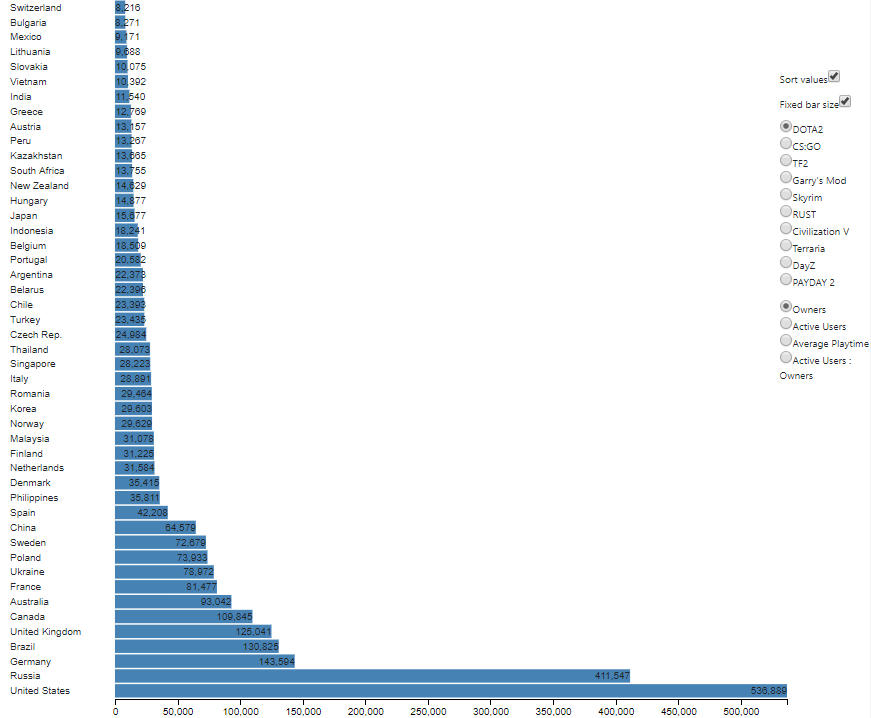 Switzerland 8,216
Bulgaria 8,271
Mexico 9,171
Lithuania 9,688
Slovakia 10,075
Vietnam 10,392
India 11,540
Greece 12,769
Austria 13,157
Peru 13,267
Kazakhstan 13,665
South Africa 13,755
New Zealand 14,629
Hungary 14,877
Japan 15,677
Indonesia 18,241
Belgium 18,509
Portugal 20,582
Argentina 22,373
Belarus 22,396
Chile 23,393
Turkey 23,435
Czech Rep. 24,984
Thailand 28,073
Singapore 28,223
Italy 28,891
Romania 29,464
Korea 29,603
Norway 29,629
Malaysia 31,078
Finland 31,225
Netherlands 31,584
Denmark 35,415
Philippines 35,811
Spain 42,208
China 64,579
Sweden 72,679
Poland 73,933
Ukraine 78,972
France 81,477
Australia 93,042
Canada 109,845
United Kingdom 125,041
Brazil 130,825
Germany 143,594
Russia 411,547
United States 536,889
0 50,000 100,000 150,000 200,000 250,000 300,000 350,000 400,000 450,000 500,000
Sort values
Fixed bar size
DOTA2
CS:GO
TF2
Garry's Mod
Skyrim
RUST
Civilization V
Terraria
DayZ
PAYDAY 2
Owners
Active Users
Average Playtime
Active Users :
Owners